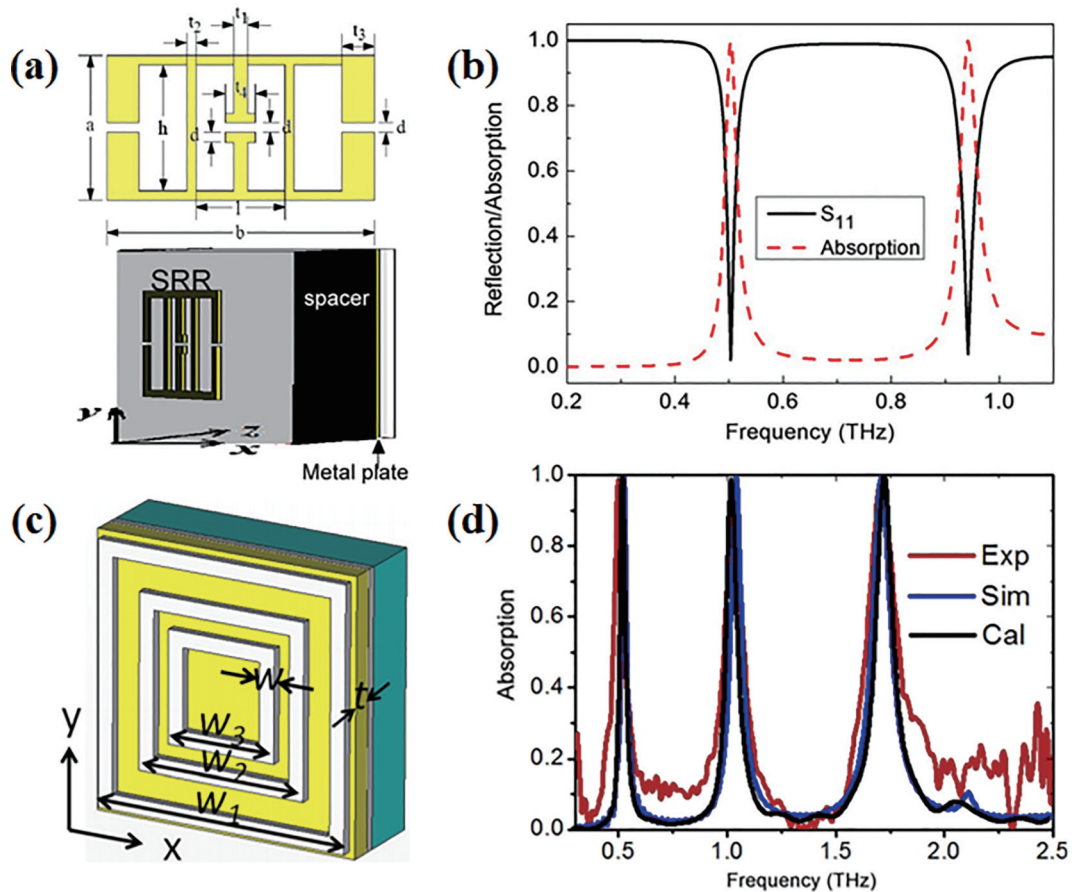 (a)
t2
t1
t3
t4
a
h
d
d
d
l
b
SRR
spacer
y
z
x
Metal plate
(b)
Reflection/Absorption
1.0
0.8
0.6
0.4
0.2
0.0
S11
Absorption
0.2 0.4 0.6 0.8 1.0
Frequency (THz)
(c)
w
t
W3
W2
W1
y
x
(d)
Absorption
1.0
0.8
0.6
0.4
0.2
0.0
Exp
Sim
Cal
0.5 1.0 1.5 2.0 2.5
Frequency (THz)